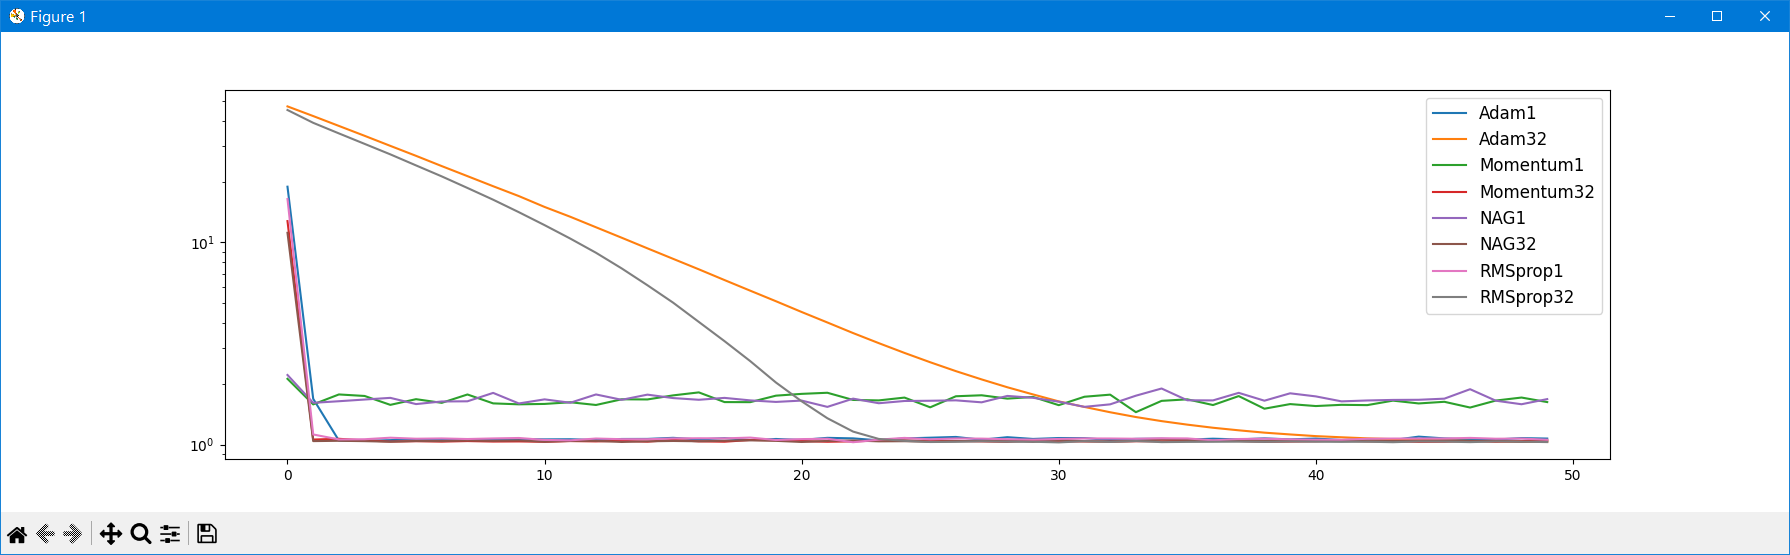 Figure 1
10¹
10⁰
0 10 20 30 40 50
Adam1
Adam32
Momentum1
Momentum32
NAG1
NAG32
RMSprop1
RMSprop32